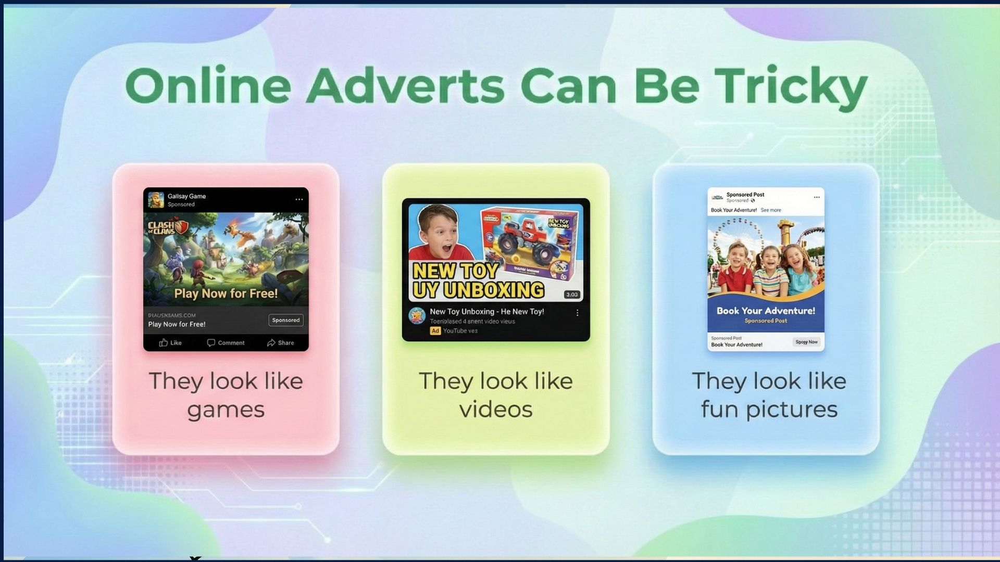 Online Adverts Can Be Tricky
Gallsay Game
Sponsored
CLASH
of CLANS
Play Now for Free!
DIAUSNSAMS.COM
Play Now for Free!
Sponsored
Like
Comment
Share
They look like
games
NEW TOY
UNBOXING
NEW TOY
UY UNBOXING
3.03
New Toy Unboxing - He New Toy!
Toenblased 4 snent video vieus
Ad YouTube ves
They look like
videos
Sponsored Post
Sponsored
Book Your Adventure! See more
Book Your Adventure!
Sponsored Post
Sponsored Post
Book Your Adventure!
Sposy Now
They look like
fun pictures